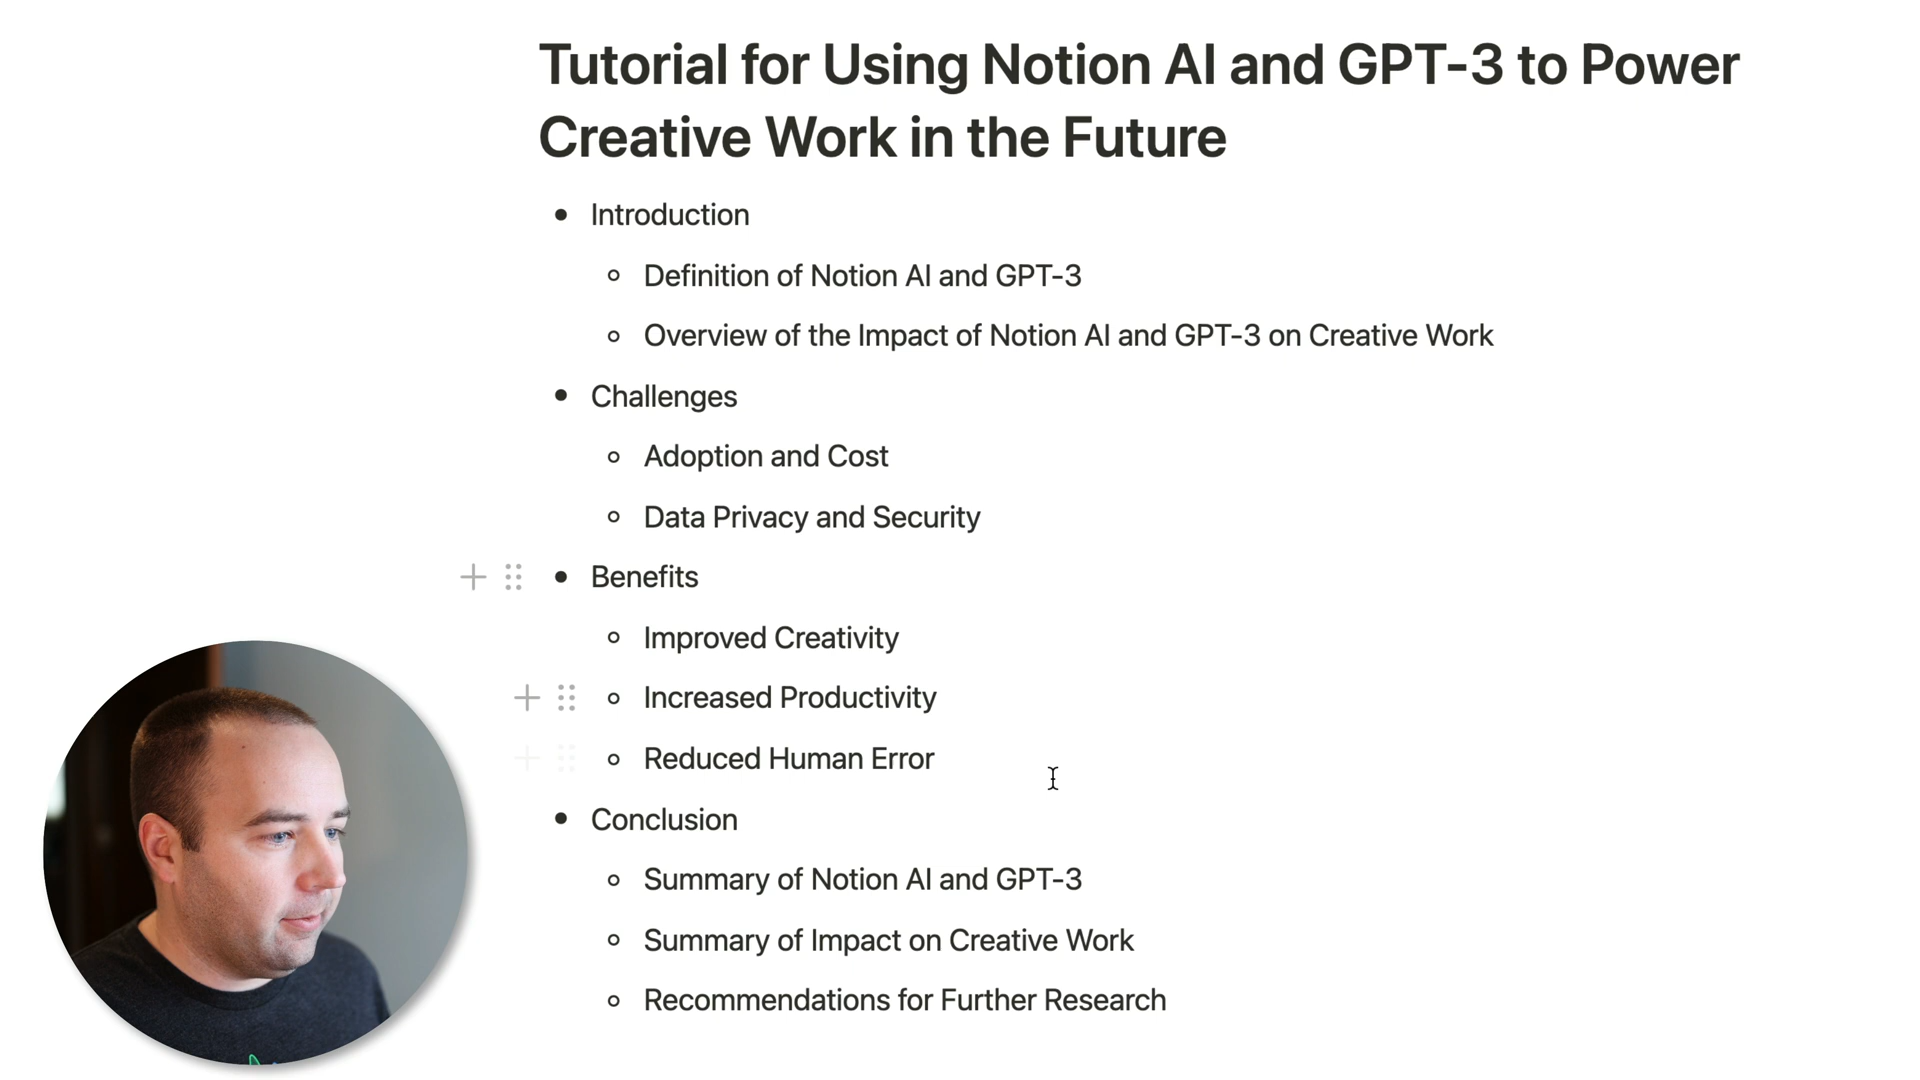 Tutorial for Using Notion AI and GPT-3 to Power
Creative Work in the Future
Introduction
Definition of Notion AI and GPT-3
Overview of the Impact of Notion AI and GPT-3 on Creative Work
Challenges
Adoption and Cost
Data Privacy and Security
Benefits
Improved Creativity
Increased Productivity
Reduced Human Error
Conclusion
Summary of Notion AI and GPT-3
Summary of Impact on Creative Work
Recommendations for Further Research